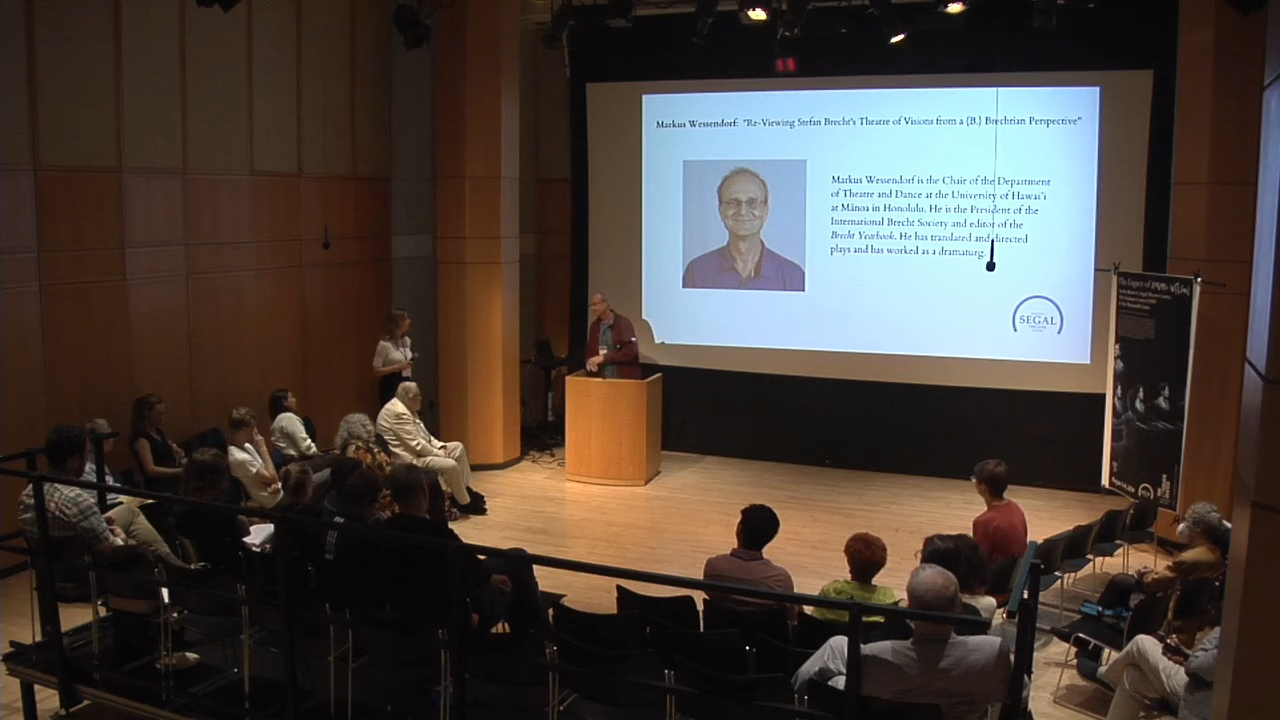 Markus Wessendorf: "Re-Viewing Stefan Brecht's Theatre of Visions from a (B.) Brechtian Perspective"
Markus Wessendorf is the Chair of the Department
of Theatre and Dance at the University of Hawai'i
at Mānoa in Honolulu. He is the President of the
International Brecht Society and editor of the
Brecht Yearbook. He has translated and directed
plays and has worked as a dramaturg.
SEGAL
The Legacy of